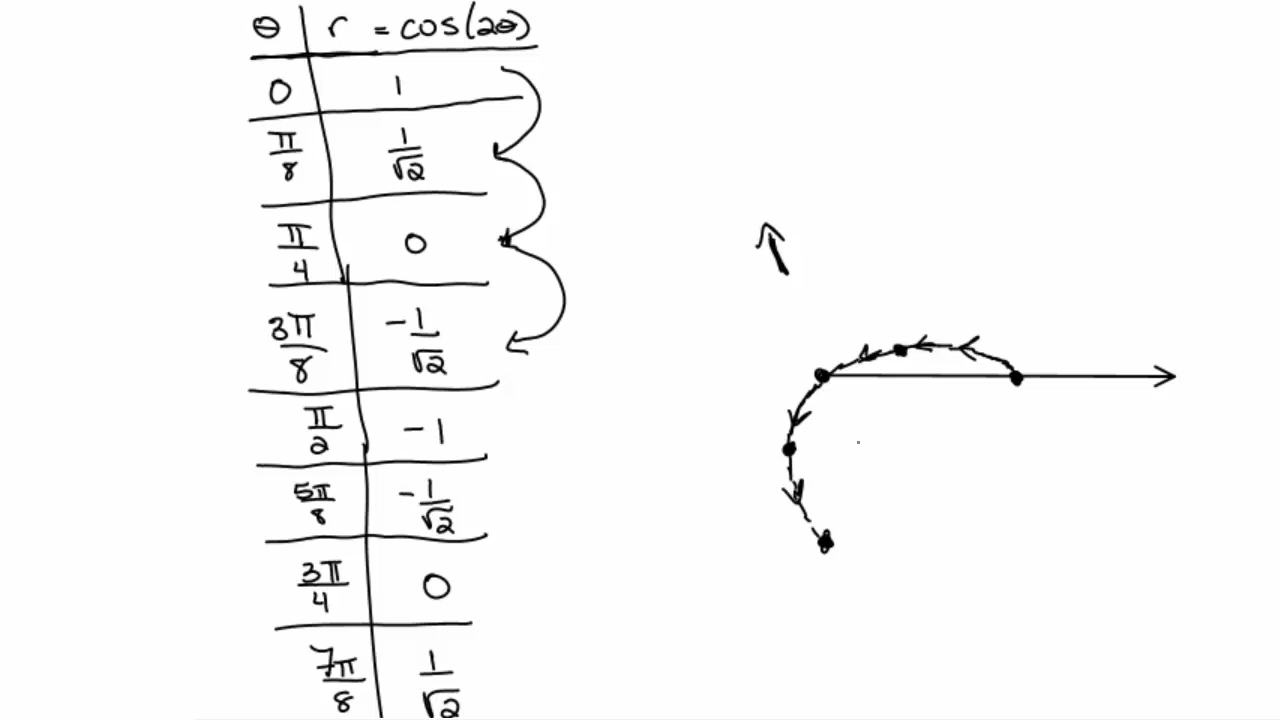 θ r = cos(2θ)
0 1
π/8 1/√2
π/4 0
3π/8 -1/√2
π/2 -1
5π/8 -1/√2
3π/4 0
7π/8 1/√2